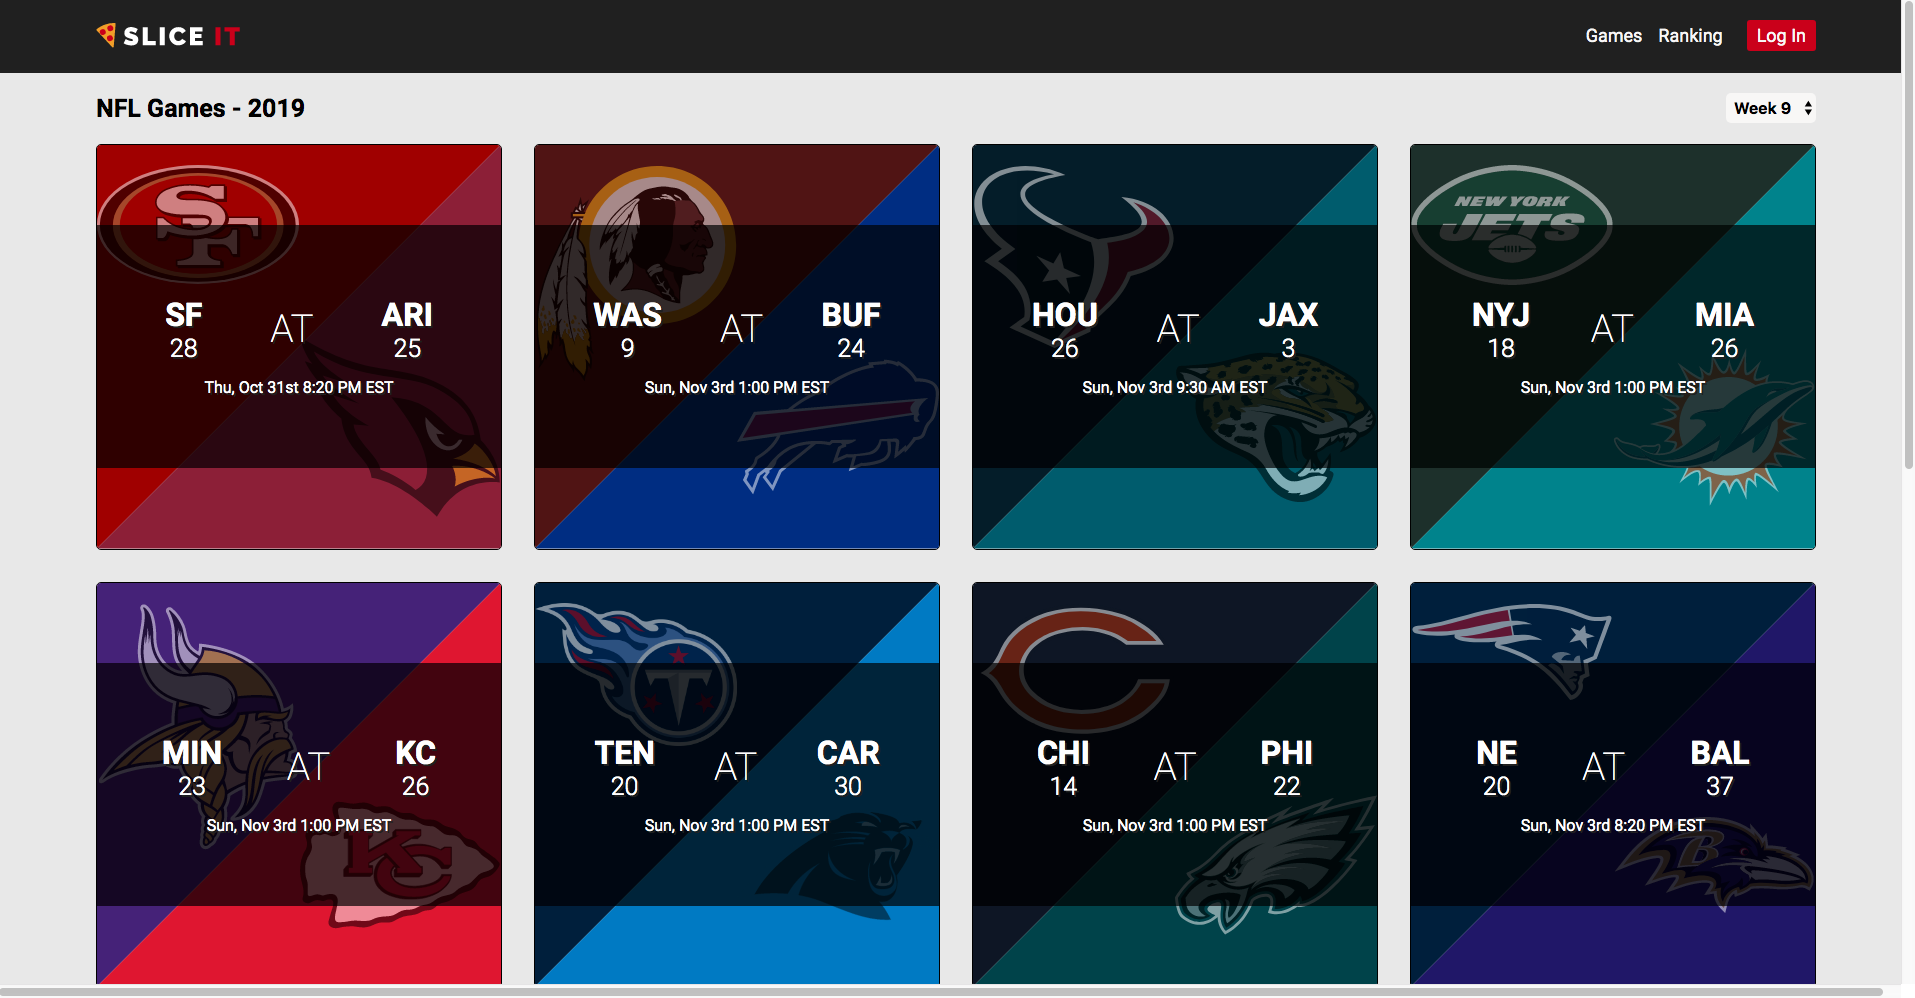 SLICE IT
Games Ranking Log In
NFL Games - 2019
Week 9
SF AT ARI
28 25
Thu, Oct 31st 8:20 PM EST
WAS AT BUF
9 24
Sun, Nov 3rd 1:00 PM EST
HOU AT JAX
26 3
Sun, Nov 3rd 9:30 AM EST
NEW YORK
JETS
NYJ AT MIA
18 26
Sun, Nov 3rd 1:00 PM EST
MIN AT KC
23 26
Sun, Nov 3rd 1:00 PM EST
KC
T
TEN AT CAR
20 30
Sun, Nov 3rd 1:00 PM EST
C
CHI AT PHI
14 22
Sun, Nov 3rd 1:00 PM EST
NE AT BAL
20 37
Sun, Nov 3rd 8:20 PM EST
B
SF